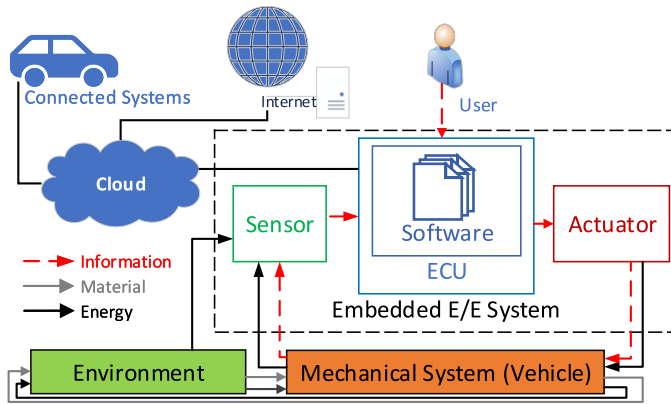 Connected Systems
Internet
User
Cloud
Sensor
Software
ECU
Actuator
Information
Material
Energy
Embedded E/E System
Environment
Mechanical System (Vehicle)